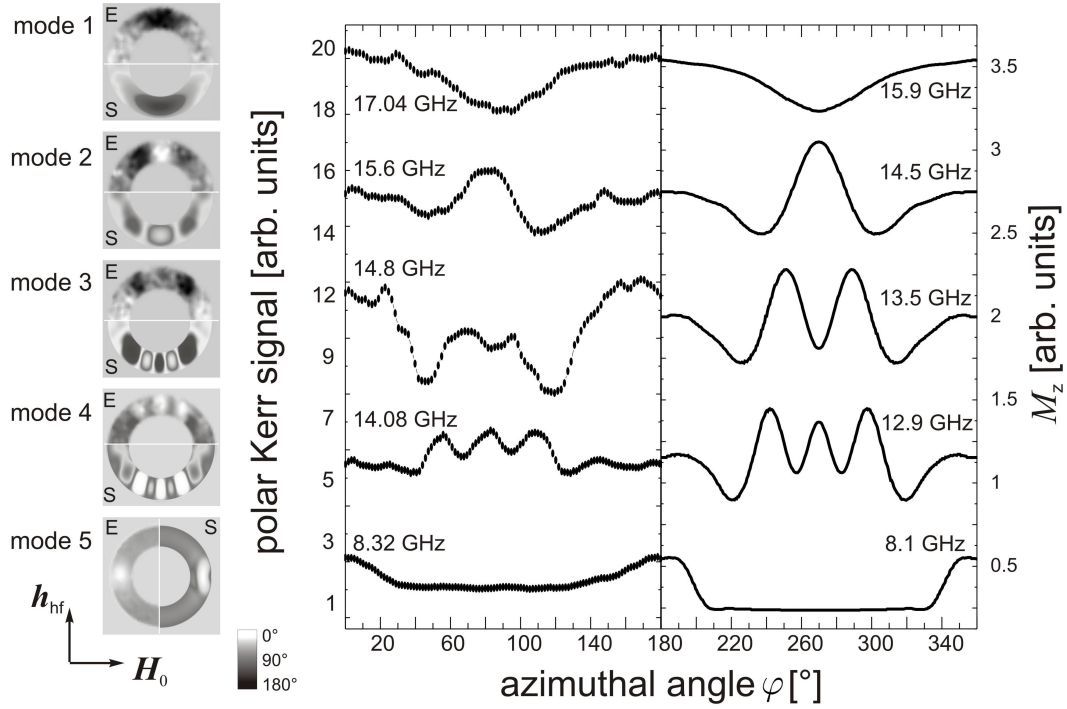 mode 1
E
S
mode 2
E
S
mode 3
E
S
mode 4
E
S
mode 5
E
S
h hf
H 0
0°
90°
180°
polar Kerr signal [arb. units]
20
18
16
14
12
9
7
5
3
1
17.04 GHz
15.6 GHz
14.8 GHz
14.08 GHz
8.32 GHz
15.9 GHz
14.5 GHz
13.5 GHz
12.9 GHz
8.1 GHz
3.5
3
2.5
2
1.5
1
0.5
Mz [arb. units]
20 60 100 140 180 220 260 300 340
azimuthal angle φ [°]